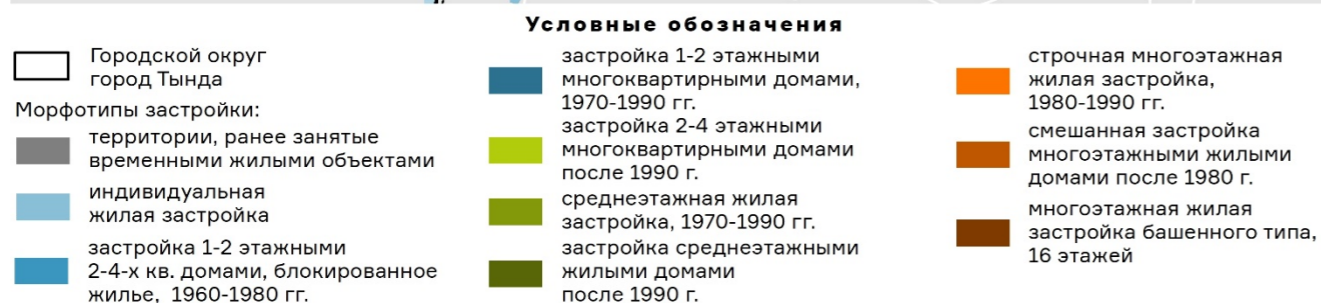 Условные обозначения
Городской округ
город Тында
Морфотипы застройки:
территории, ранее занятые
временными жилыми объектами
индивидуальная
жилая застройка
застройка 1-2 этажными
2-4-х кв. домами, блокированное
жилье, 1960-1980 гг.
застройка 1-2 этажными
многоквартирными домами,
1970-1990 гг.
застройка 2-4 этажными
многоквартирными домами
после 1990 г.
среднеэтажная жилая
застройка, 1970-1990 гг.
застройка среднеэтажными
жилыми домами
после 1990 г.
строчная многоэтажная
жилая застройка,
1980-1990 гг.
смешанная застройка
многоэтажными жилыми
домами после 1980 г.
многоэтажная жилая
застройка башенного типа,
16 этажей